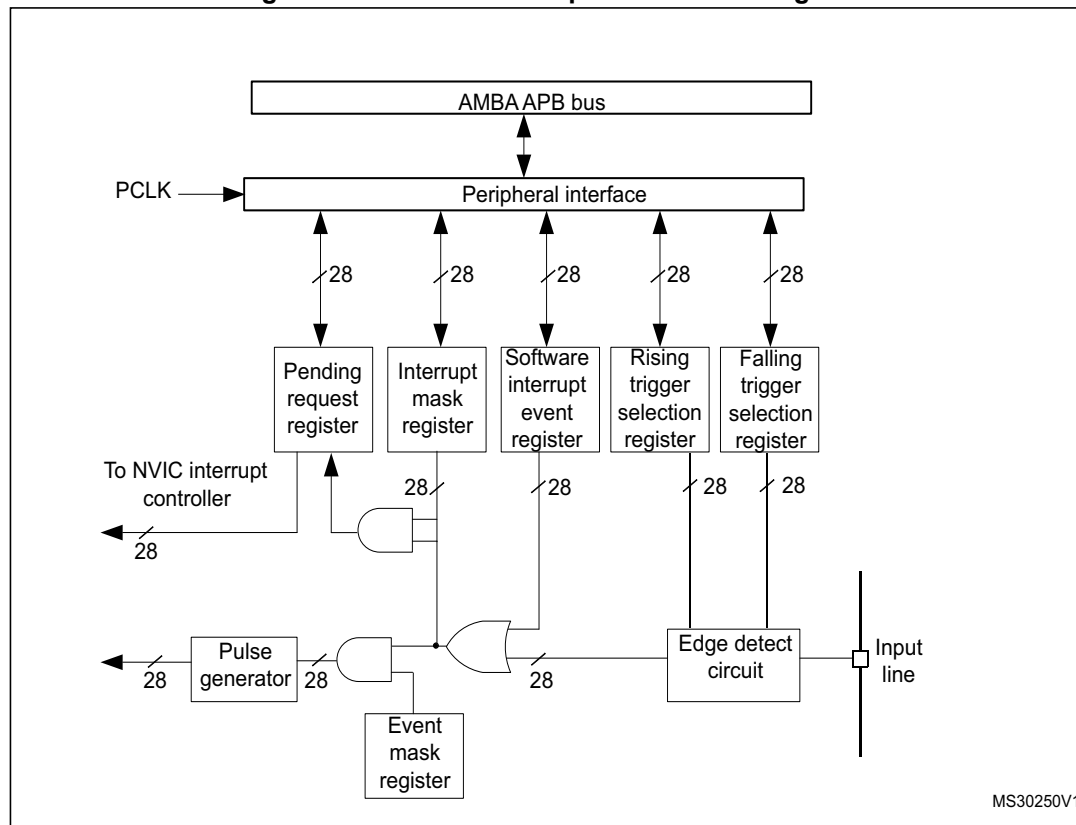 AMBA APB bus
PCLK
Peripheral interface
28
28
28
28
28
Pending
request
register
Interrupt
mask
register
Software
interrupt
event
register
Rising
trigger
selection
register
Falling
trigger
selection
register
To NVIC interrupt
controller
28
28
28
28
28
Pulse
generator
28
28
28
Edge detect
circuit
Input
line
Event
mask
register
MS30250V1